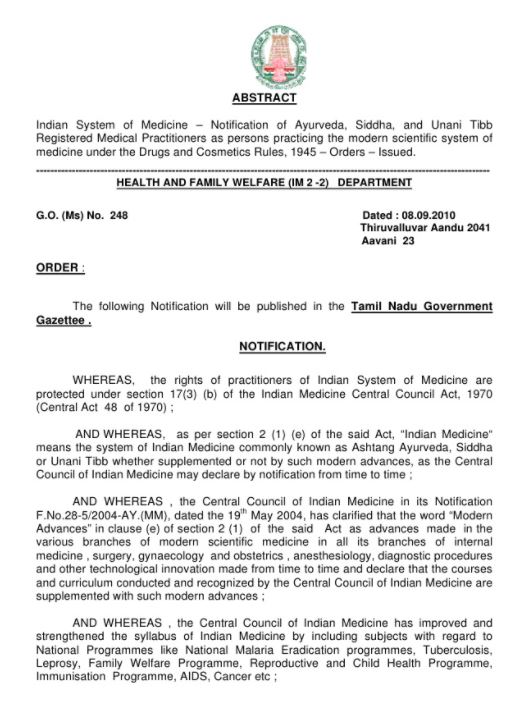 ABSTRACT
Indian System of Medicine – Notification of Ayurveda, Siddha, and Unani Tibb
Registered Medical Practitioners as persons practicing the modern scientific system of
medicine under the Drugs and Cosmetics Rules, 1945 – Orders – Issued.
HEALTH AND FAMILY WELFARE (IM 2 -2) DEPARTMENT
G.O. (Ms) No. 248 Dated : 08.09.2010
Thiruvalluvar Aandu 2041
Aavani 23
ORDER :
The following Notification will be published in the Tamil Nadu Government
Gazettee .
NOTIFICATION.
WHEREAS, the rights of practitioners of Indian System of Medicine are
protected under section 17(3) (b) of the Indian Medicine Central Council Act, 1970
(Central Act 48 of 1970) ;
AND WHEREAS, as per section 2 (1) (e) of the said Act, "Indian Medicine"
means the system of Indian Medicine commonly known as Ashtang Ayurveda, Siddha
or Unani Tibb whether supplemented or not by such modern advances, as the Central
Council of Indian Medicine may declare by notification from time to time ;
AND WHEREAS , the Central Council of Indian Medicine in its Notification
F.No.28-5/2004-AY.(MM), dated the 19th May 2004, has clarified that the word "Modern
Advances" in clause (e) of section 2 (1) of the said Act as advances made in the
various branches of modern scientific medicine in all its branches of internal
medicine , surgery, gynaecology and obstetrics , anesthesiology, diagnostic procedures
and other technological innovation made from time to time and declare that the courses
and curriculum conducted and recognized by the Central Council of Indian Medicine are
supplemented with such modern advances ;
AND WHEREAS , the Central Council of Indian Medicine has improved and
strengthened the syllabus of Indian Medicine by including subjects with regard to
National Programmes like National Malaria Eradication programmes, Tuberculosis,
Leprosy, Family Welfare Programme, Reproductive and Child Health Programme,
Immunisation Programme, AIDS, Cancer etc ;